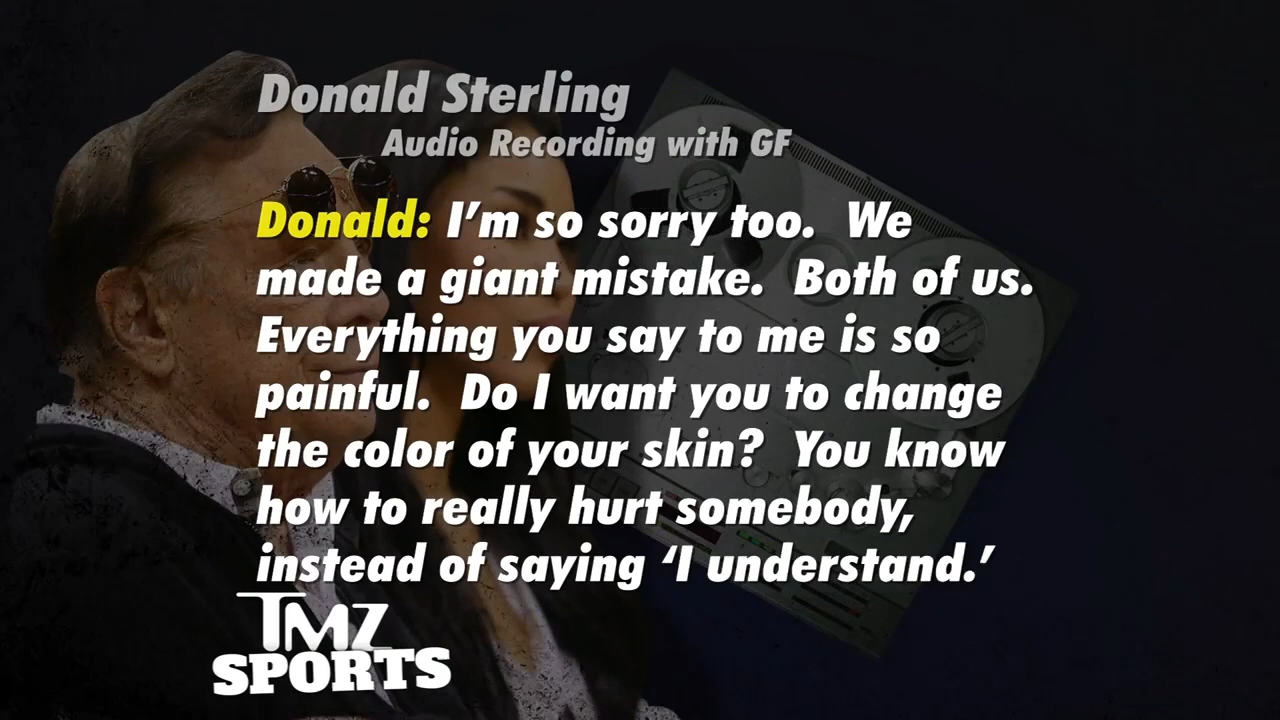 Donald Sterling
Audio Recording with GF
Donald: I’m so sorry too.  We
made a giant mistake.  Both of us.
Everything you say to me is so
painful.  Do I want you to change
the color of your skin?  You know
how to really hurt somebody,
instead of saying ‘I understand.’
TMZ
SPORTS